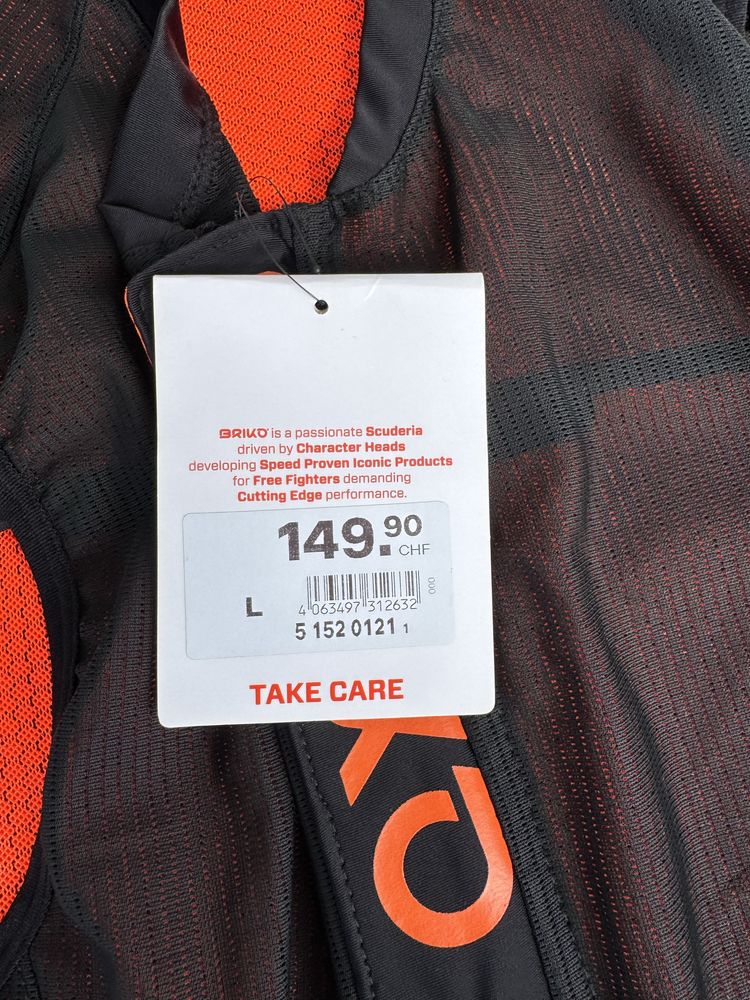 BRIKO is a passionate Scuderia
driven by Character Heads
developing Speed Proven Iconic Products
for Free Fighters demanding
Cutting Edge performance.
149.90
CHF
L
000
4 063497 312632
5 152 0121 1
TAKE CARE
KO